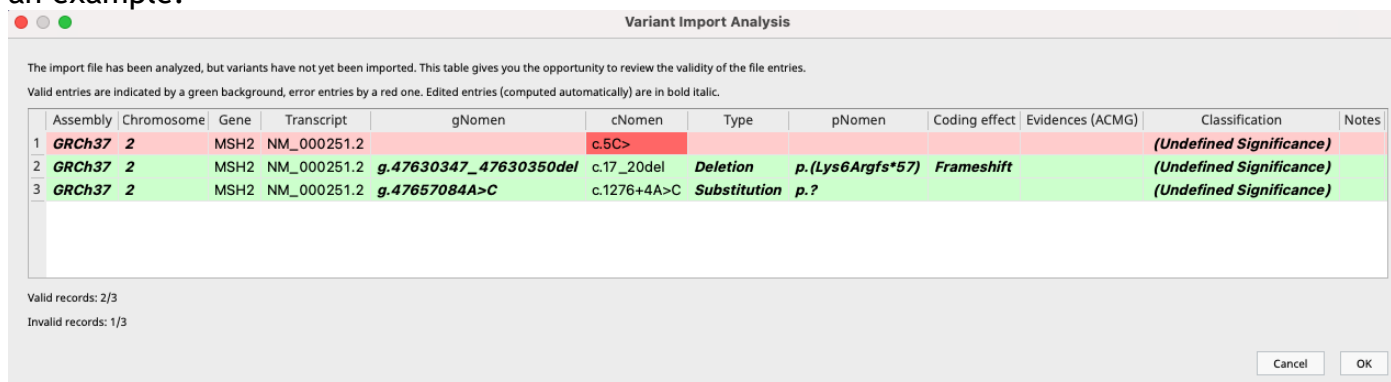 an example:
Variant Import Analysis
The import file has been analyzed, but variants have not yet been imported. This table gives you the opportunity to review the validity of the file entries.
Valid entries are indicated by a green background, error entries by a red one. Edited entries (computed automatically) are in bold italic.
Assembly Chromosome Gene Transcript gNomen cNomen Type pNomen Coding effect Evidences (ACMG) Classification Notes
1 GRCh37 2 MSH2 NM_000251.2 c.5C> (Undefined Significance)
2 GRCh37 2 MSH2 NM_000251.2 g.47630347_47630350del c.17_20del Deletion p.(Lys6Argfs*57) Frameshift (Undefined Significance)
3 GRCh37 2 MSH2 NM_000251.2 g.47657084A>C c.1276+4A>C Substitution p.? (Undefined Significance)
Valid records: 2/3
Invalid records: 1/3
Cancel OK